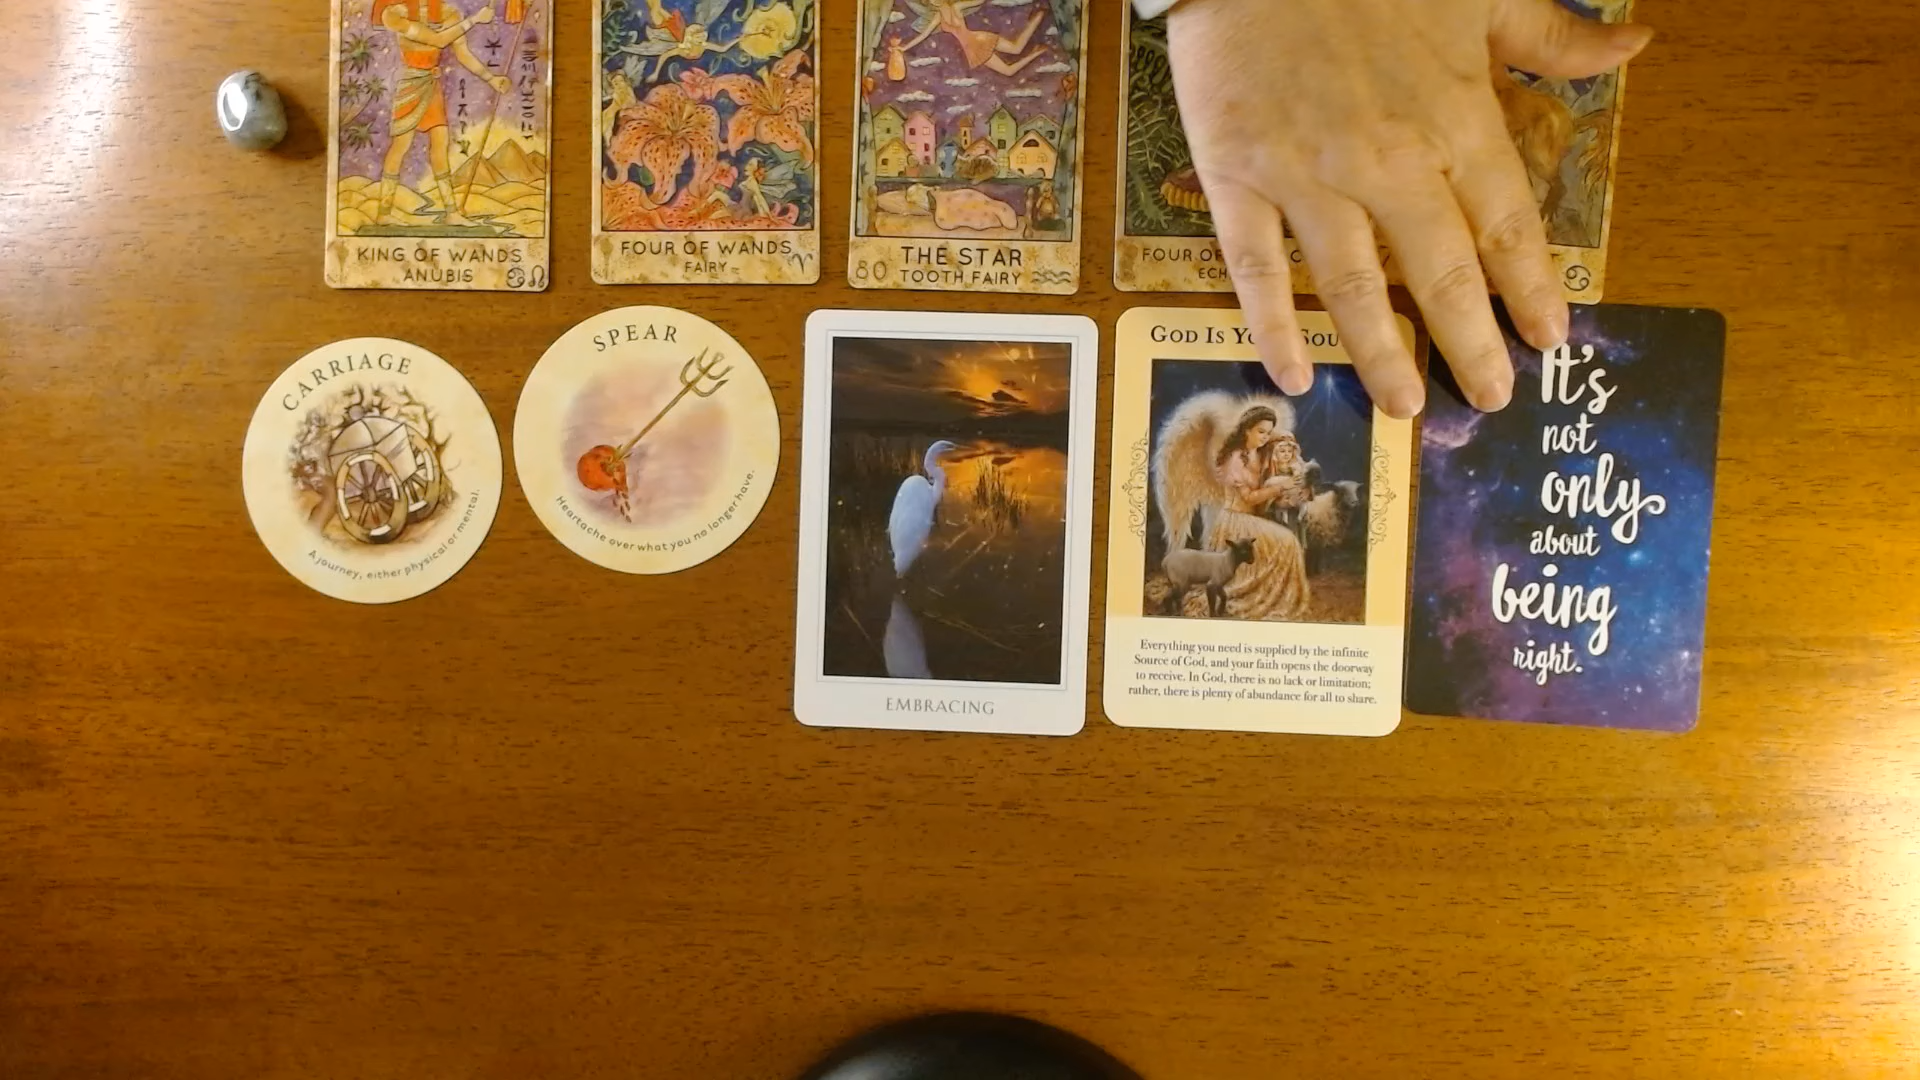 KING OF WANDS
ANUBIS
FOUR OF WANDS
FAIRY
80
THE STAR
TOOTH FAIRY
FOUR
CARRIAGE
A journey, either physical or mental.
SPEAR
Heartache over what you no longer have.
EMBRACING
GOD IS
Everything you need is supplied by the infinite
Source of God, and your faith opens the doorway
to receive. In God, there is no lack or limitation;
rather, there is plenty of abundance for all to share.
It's
not
only
about
being
right.